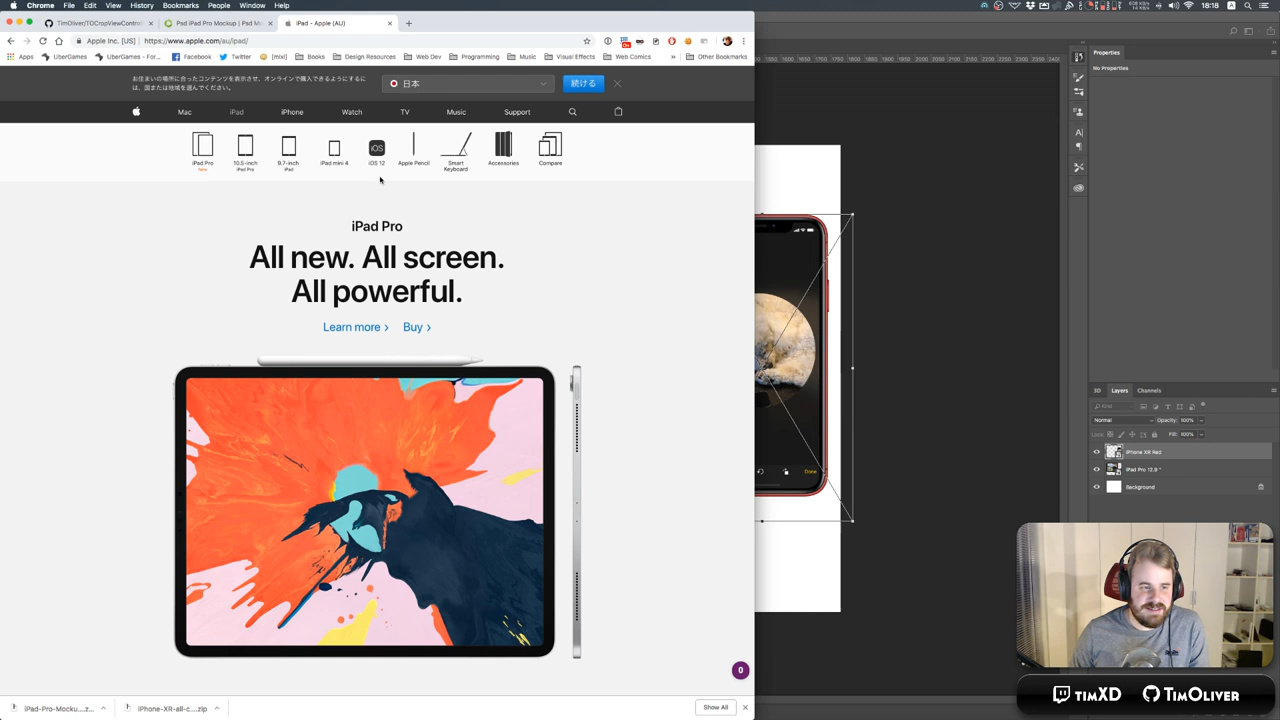 Chrome File Edit View History Bookmarks People Window Help
18:18
TimOliver/TOCropViewControl
Psd iPad Pro Mockup | Psd Mo
iPad - Apple (AU)
Apple Inc. [US] https://www.apple.com/au/ipad/
Apps UberGames UberGames - For... Facebook Twitter [mixi] Books Design Resources Web Dev Programming Music Visual Effects Web Comics Other Bookmarks
お住まいの場所に合ったコンテンツを表示させ、オンラインで購入できるようにするに
は、国または地域を選んでください。
日本
続ける
Mac iPad iPhone Watch TV Music Support
iPad Pro
New
10.5-inch
iPad Pro
9.7-inch
iPad
iPad mini 4
iOS
iOS 12
Apple Pencil
Smart
Keyboard
Accessories
Compare
iPad Pro
All new. All screen.
All powerful.
Learn more > Buy >
0
iPad-Pro-Mocku....z...
iPhone-XR-all-c....zip
Show All
Done
Properties
No Properties
3D Layers Channels
Kind
Normal Opacity: 100%
Lock: Fill: 100%
iPhone XR Red
iPad Pro 12.9"
Background
TIMXD TIMOLIVER